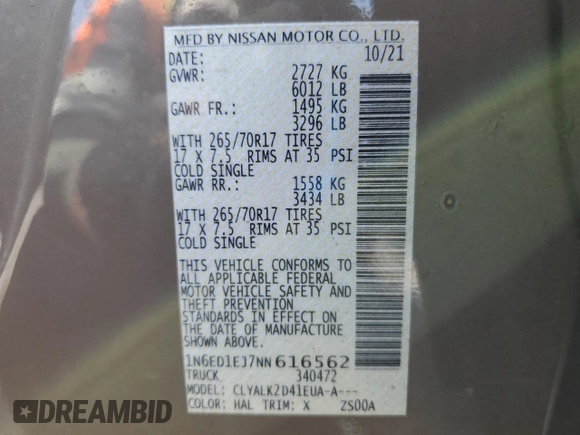 MFD BY NISSAN MOTOR CO., LTD.
DATE: 10/21
GVWR: 2727 KG
6012 LB
GAWR FR.: 1495 KG
3296 LB
WITH 265/70R17 TIRES
17 X 7.5 RIMS AT 35 PSI
COLD SINGLE
GAWR RR.: 1558 KG
3434 LB
WITH 265/70R17 TIRES
17 X 7.5 RIMS AT 35 PSI
COLD SINGLE
THIS VEHICLE CONFORMS TO
ALL APPLICABLE FEDERAL
MOTOR VEHICLE SAFETY AND
THEFT PREVENTION
STANDARDS IN EFFECT ON
THE DATE OF MANUFACTURE
SHOWN ABOVE.
1N6ED1EJ7NN616562
TRUCK 340472
MODEL: CLYALK2D41EUA-A---
COLOR: HAL TRIM: X 2S00A
DREAMBID
DREAMBID